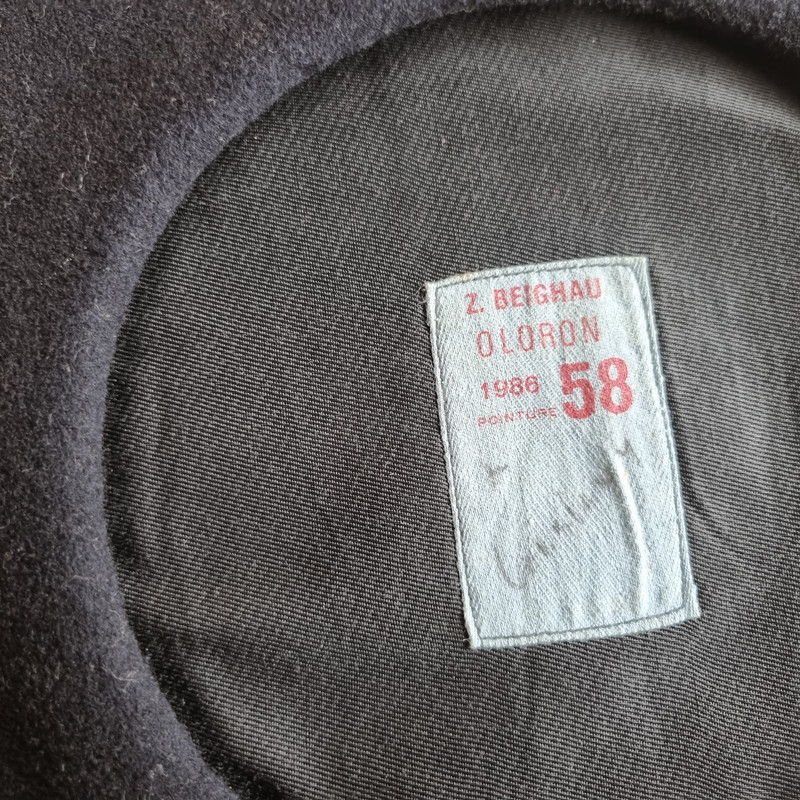 Z. BEIGHAU
OLORON
1986
POINTURE 58